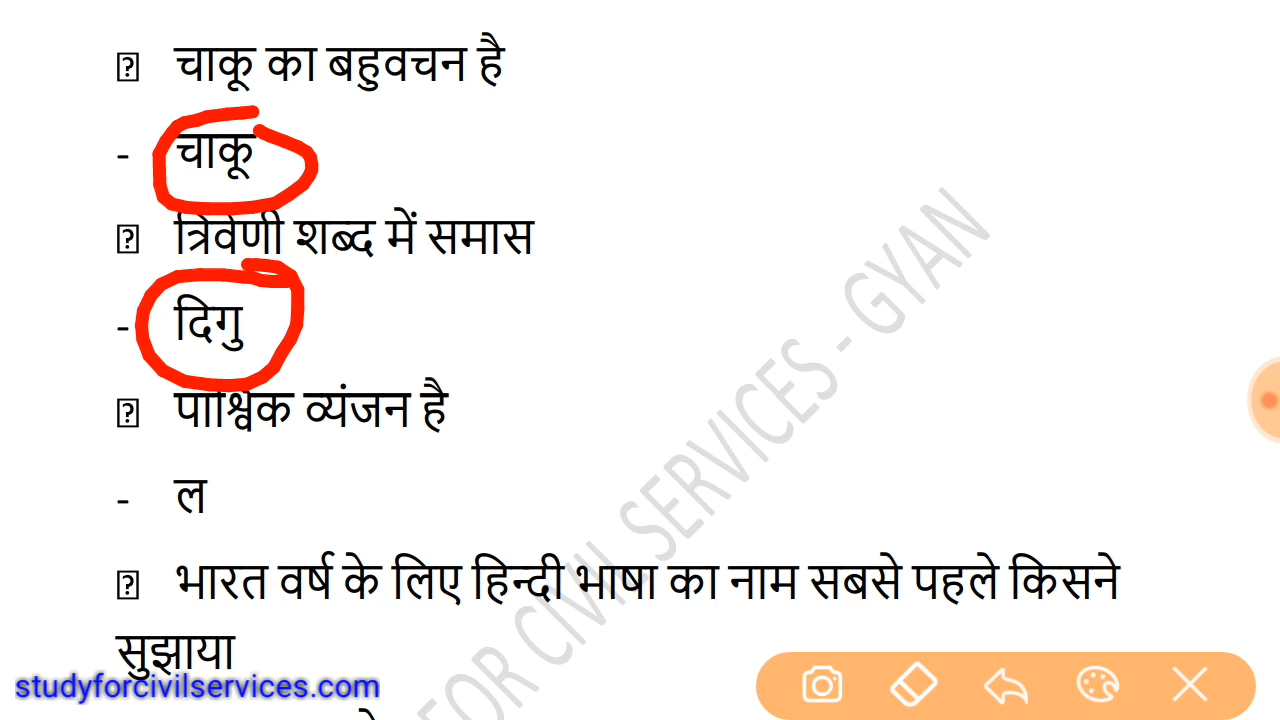 चाकू का बहुवचन है
- चाकू
त्रिवेणी शब्द में समास
- दिगु
पाश्विक व्यंजन है
- ल
भारत वर्ष के लिए हिन्दी भाषा का नाम सबसे पहले किसने
सुझाया
studyforcivilservices.com
FOR CIVIL SERVICES - GYAN